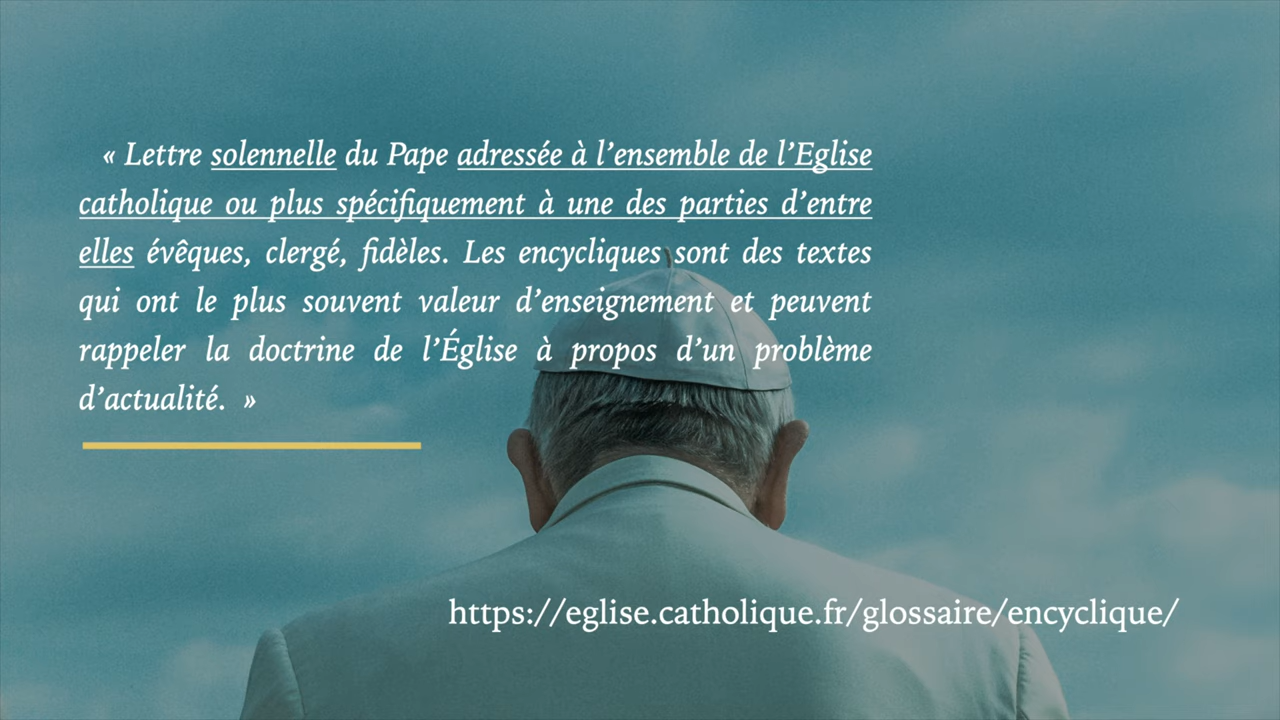 « Lettre solennelle du Pape adressée à l’ensemble de l’Eglise
catholique ou plus spécifiquement à une des parties d’entre
elles évêques, clergé, fidèles. Les encycliques sont des textes
qui ont le plus souvent valeur d’enseignement et peuvent
rappeler la doctrine de l’Église à propos d’un problème
d’actualité. »
https://eglise.catholique.fr/glossaire/encyclique/